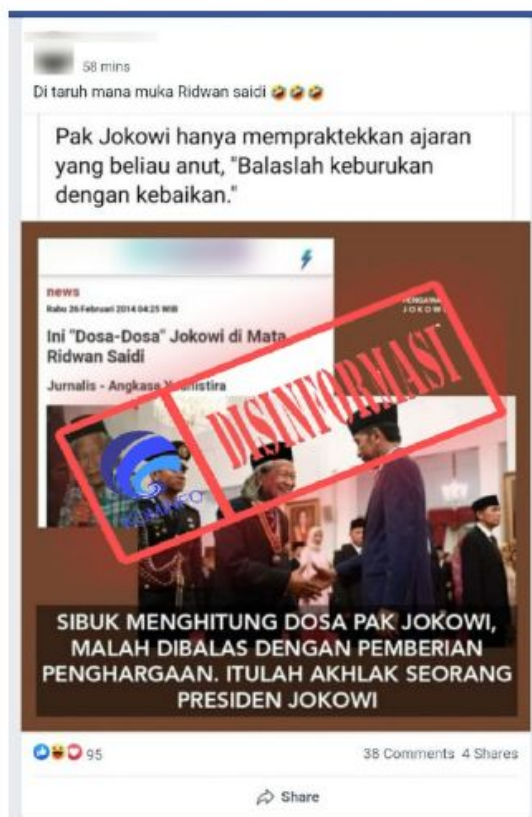 58 mins
Di taruh mana muka Ridwan saidi 🤣🤣🤣
Pak Jokowi hanya mempraktekkan ajaran
yang beliau anut, "Balaslah keburukan
dengan kebaikan."
news
Rabu 26 Februari 2014 04:25 WIB
Ini "Dosa-Dosa" Jokowi di Mata
Ridwan Saidi
Jurnalis - Angkasa
JOKOWI
DISINFORMASI
KOMINFO
SIBUK MENGHITUNG DOSA PAK JOKOWI,
MALAH DIBALAS DENGAN PEMBERIAN
PENGHARGAAN. ITULAH AKHLAK SEORANG
PRESIDEN JOKOWI
95
38 Comments 4 Shares
Share